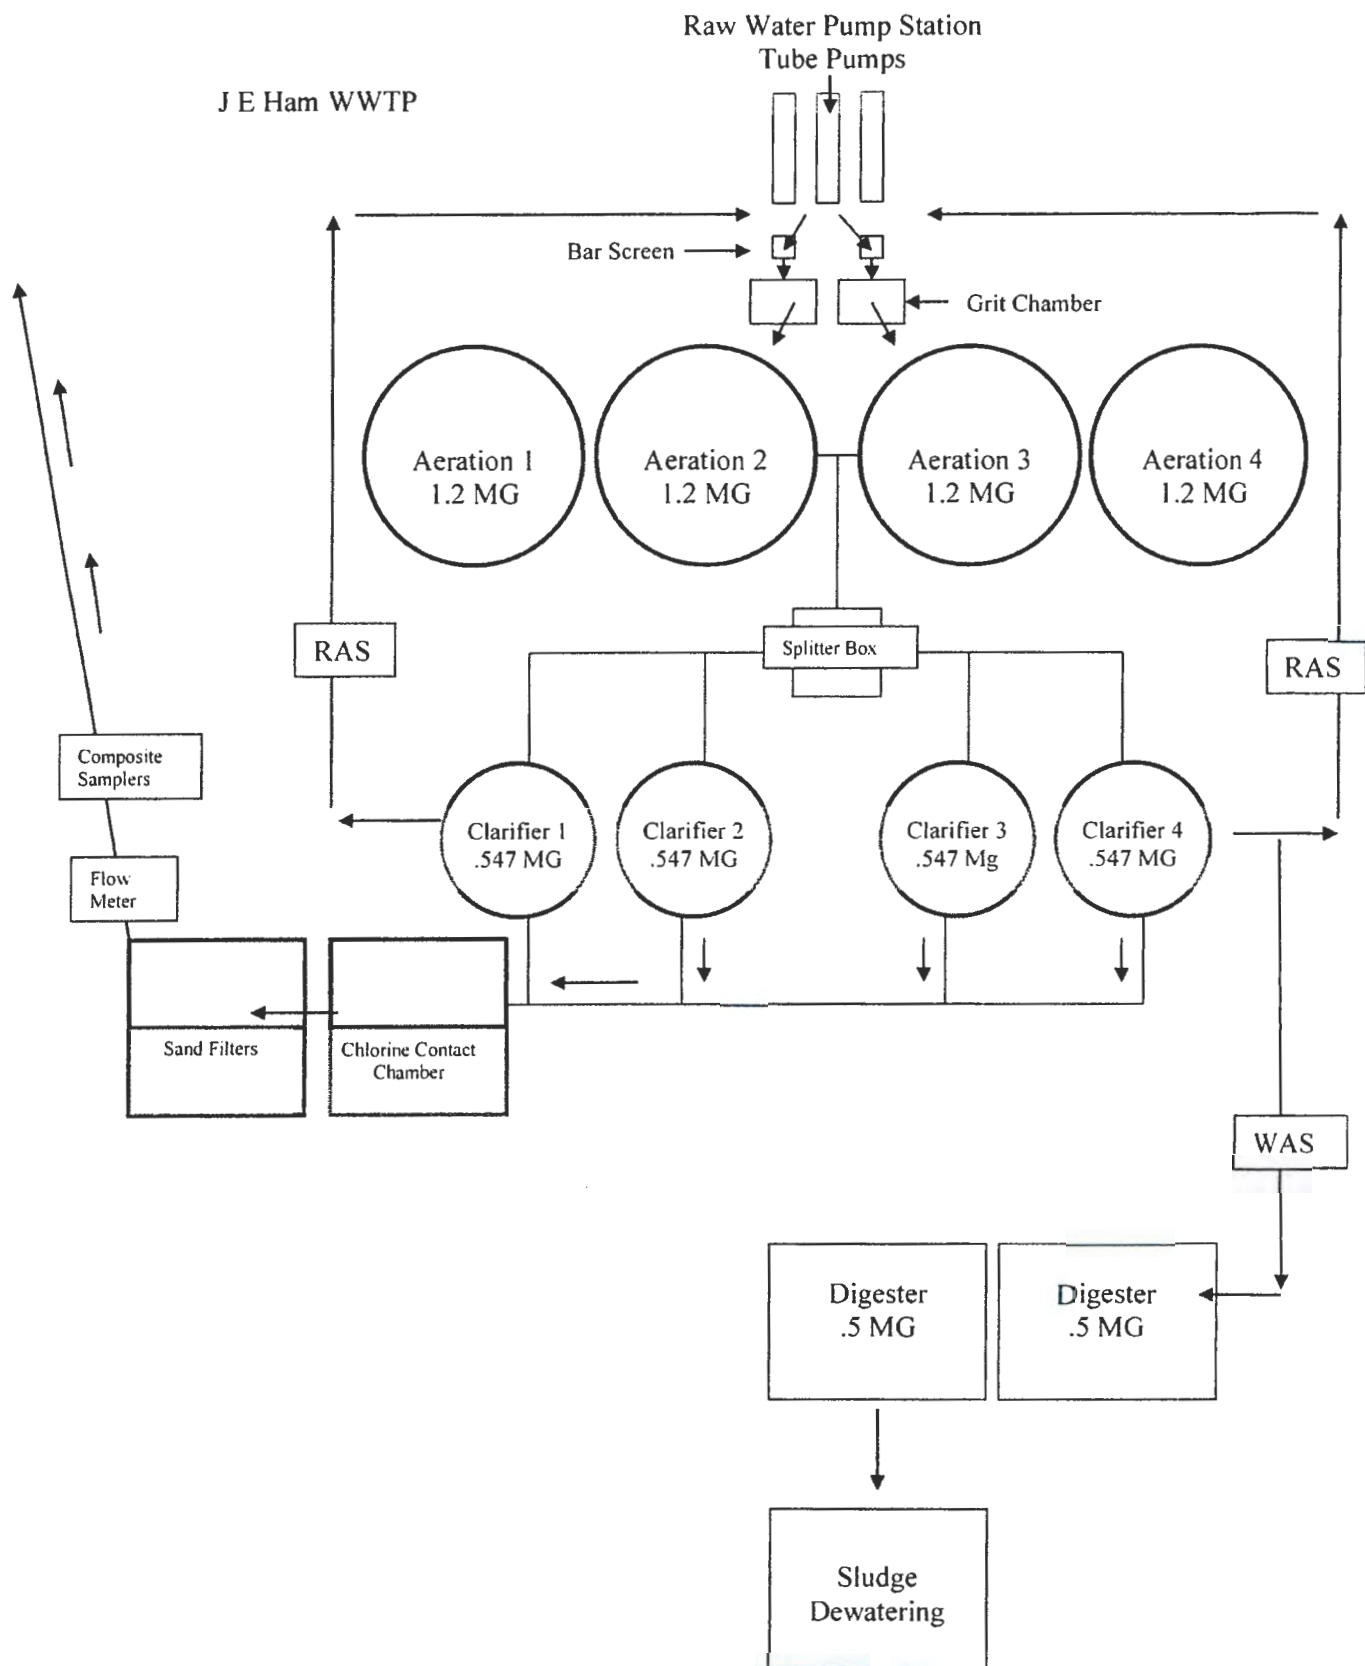 Raw Water Pump Station
Tube Pumps
J E Ham WWTP
Bar Screen
Grit Chamber
Aeration 1
1.2 MG
Aeration 2
1.2 MG
Aeration 3
1.2 MG
Aeration 4
1.2 MG
RAS
Splitter Box
RAS
Composite
Samplers
Clarifier 1
.547 MG
Clarifier 2
.547 MG
Clarifier 3
.547 Mg
Clarifier 4
.547 MG
Flow
Meter
Sand Filters
Chlorine Contact
Chamber
WAS
Digester
.5 MG
Digester
.5 MG
Sludge
Dewatering